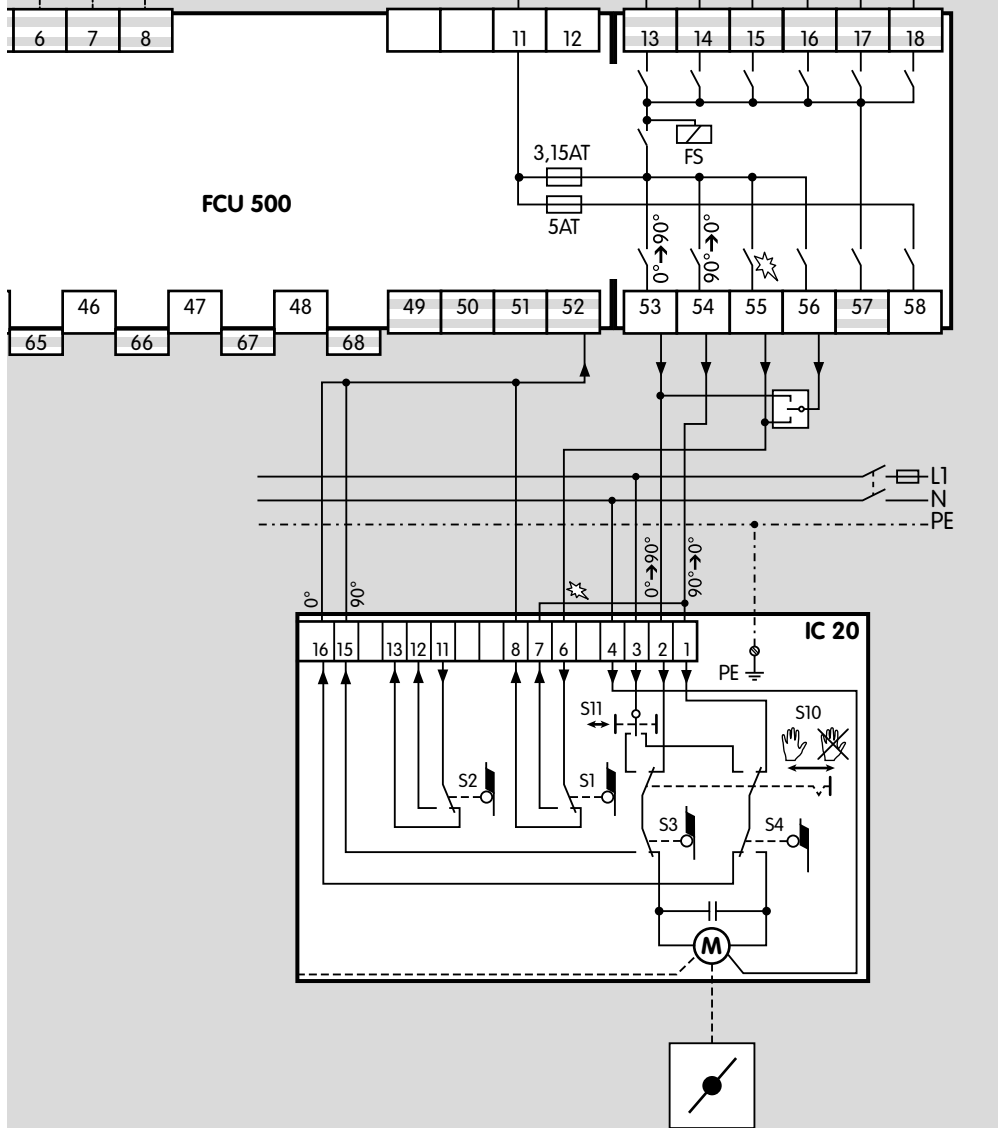 6 7 8 11 12 13 14 15 16 17 18
FS
3,15AT
FCU 500
5AT
0°➔90°
90°➔0°
46 47 48 49 50 51 52 53 54 55 56 57 58
65 66 67 68
L1
N
PE
0°
90°
0°➔90°
90°➔0°
IC 20
16 15 13 12 11 8 7 6 4 3 2 1
PE
S11
S10
S2
S1
S3
S4
M